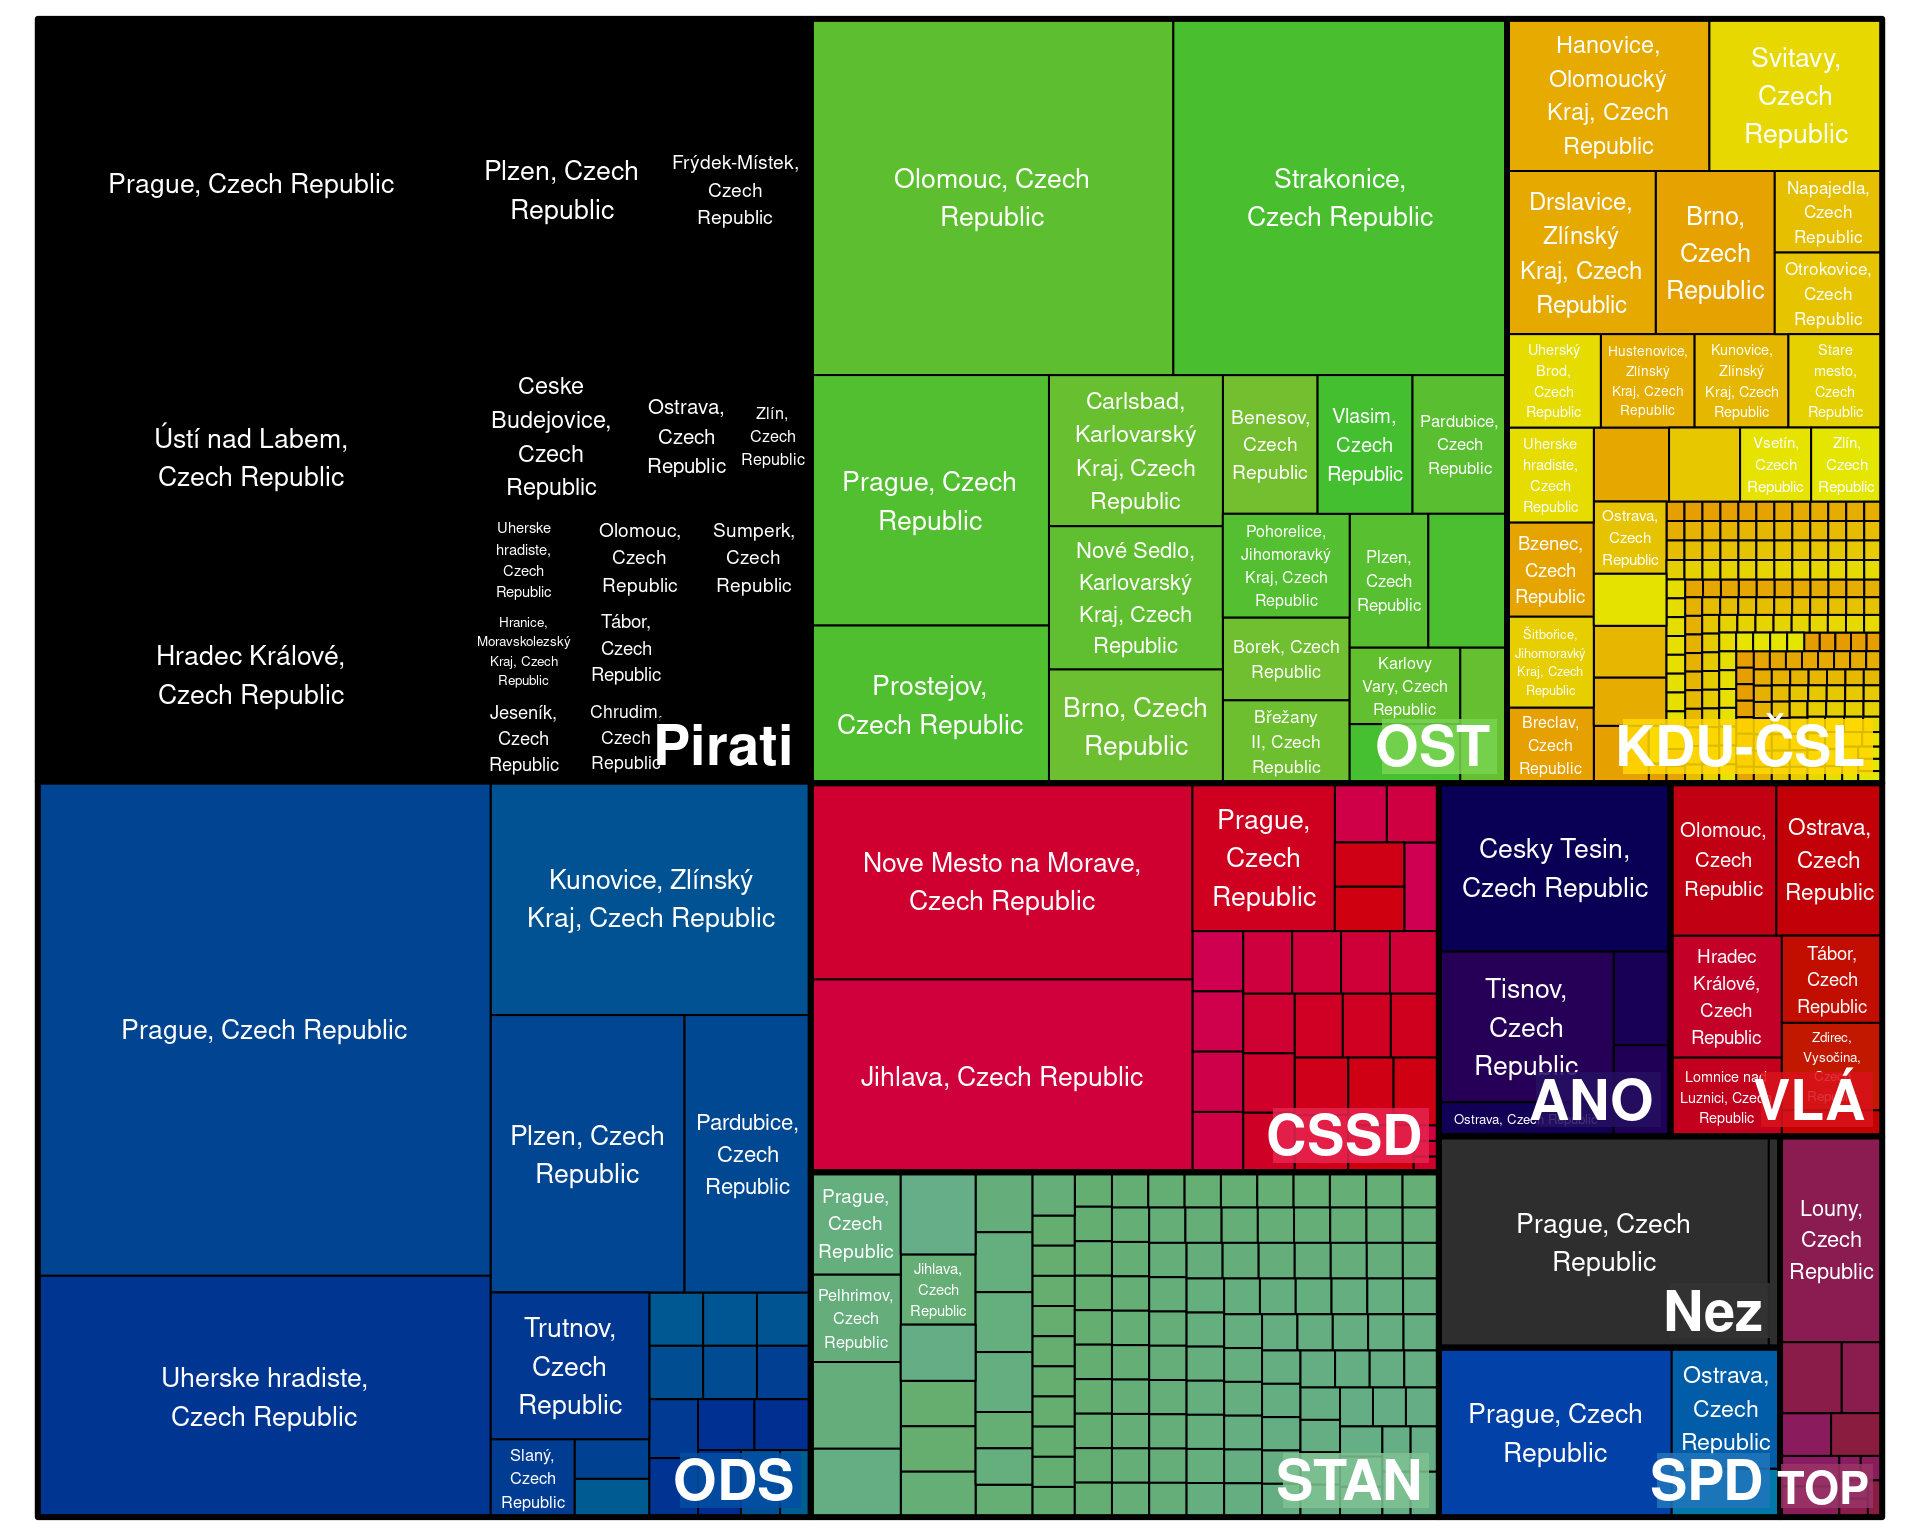 Prague, Czech Republic
Plzen, Czech
Republic
Frýdek-Místek,
Czech
Republic
Ústí nad Labem,
Czech Republic
Ceske
Budejovice,
Czech
Republic
Ostrava,
Czech
Republic
Zlín,
Czech
Republic
Hradec Králové,
Czech Republic
Uherske
hradiste,
Czech
Republic
Olomouc,
Czech
Republic
Sumperk,
Czech
Republic
Hranice,
Moravskolezský
Kraj, Czech
Republic
Tábor,
Czech
Republic
Jeseník,
Czech
Republic
Chrudim,
Czech
Republic
Pirati
Olomouc, Czech
Republic
Strakonice,
Czech Republic
Prague, Czech
Republic
Prostejov,
Czech Republic
Carlsbad,
Karlovarský
Kraj, Czech
Republic
Nové Sedlo,
Karlovarský
Kraj, Czech
Republic
Brno, Czech
Republic
Benesov,
Czech
Republic
Vlasim,
Czech
Republic
Pardubice,
Czech
Republic
Pohorelice,
Jihomoravký
Kraj, Czech
Republic
Plzen,
Czech
Republic
Borek, Czech
Republic
Břežany
II, Czech
Republic
Karlovy
Vary, Czech
Republic
OST
Hanovice,
Olomoucký
Kraj, Czech
Republic
Svitavy,
Czech
Republic
Drslavice,
Zlínský
Kraj, Czech
Republic
Brno,
Czech
Republic
Napajedla,
Czech
Republic
Otrokovice,
Czech
Republic
Uherský
Brod,
Czech
Republic
Hustenovice,
Zlínský
Kraj, Czech
Republic
Kunovice,
Zlínský
Kraj, Czech
Republic
Stare
mesto,
Czech
Republic
Uherske
hradiste,
Czech
Republic
Vsetín,
Czech
Republic
Zlín,
Czech
Republic
Ostrava,
Czech
Republic
Bzenec,
Czech
Republic
Šitbořice,
Jihomoravký
Kraj, Czech
Republic
Breclav,
Czech
Republic
KDU-ČSL
Prague, Czech Republic
Uherske hradiste,
Czech Republic
Kunovice, Zlínský
Kraj, Czech Republic
Plzen, Czech
Republic
Pardubice,
Czech
Republic
Trutnov,
Czech
Republic
Slaný,
Czech
Republic
ODS
Nove Mesto na Morave,
Czech Republic
Jihlava, Czech Republic
Prague,
Czech
Republic
CSSD
Prague,
Czech
Republic
Pelhrimov,
Czech
Republic
Jihlava,
Czech
Republic
STAN
Cesky Tesin,
Czech Republic
Tisnov,
Czech
Republic
Ostrava, Czech Republic
ANO
Olomouc,
Czech
Republic
Ostrava,
Czech
Republic
Hradec
Králové,
Czech
Republic
Tábor,
Czech
Republic
Zdirec,
Vysočina,
Czech
Republic
Lomnice nad
Luznici, Czech
Republic
VLÁ
Prague, Czech
Republic
Nez
Louny,
Czech
Republic
TOP
Prague, Czech
Republic
Ostrava,
Czech
Republic
SPD